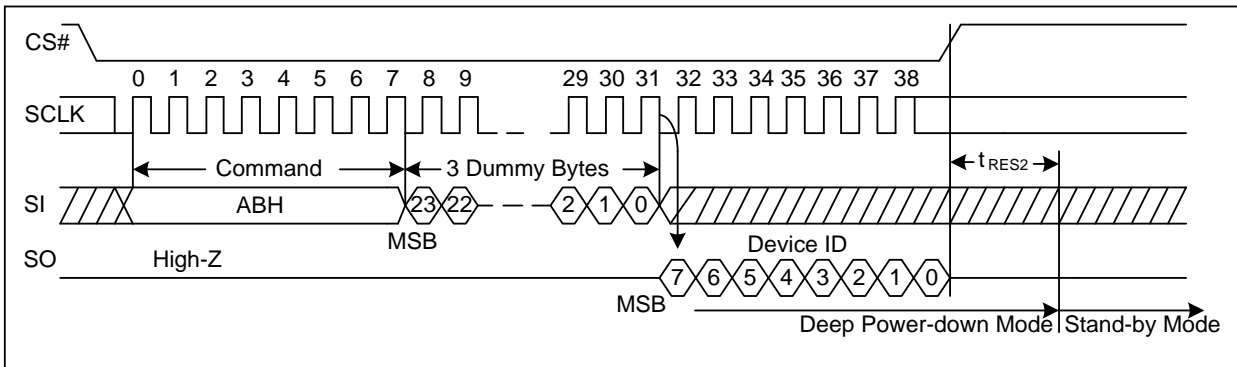 CS#
0 1 2 3 4 5 6 7 8 9 29 30 31 32 33 34 35 36 37 38
SCLK
Command 3 Dummy Bytes tRES2
SI ABH 23 22 2 1 0
MSB
SO High-Z Device ID
7 6 5 4 3 2 1 0
MSB
Deep Power-down Mode Stand-by Mode